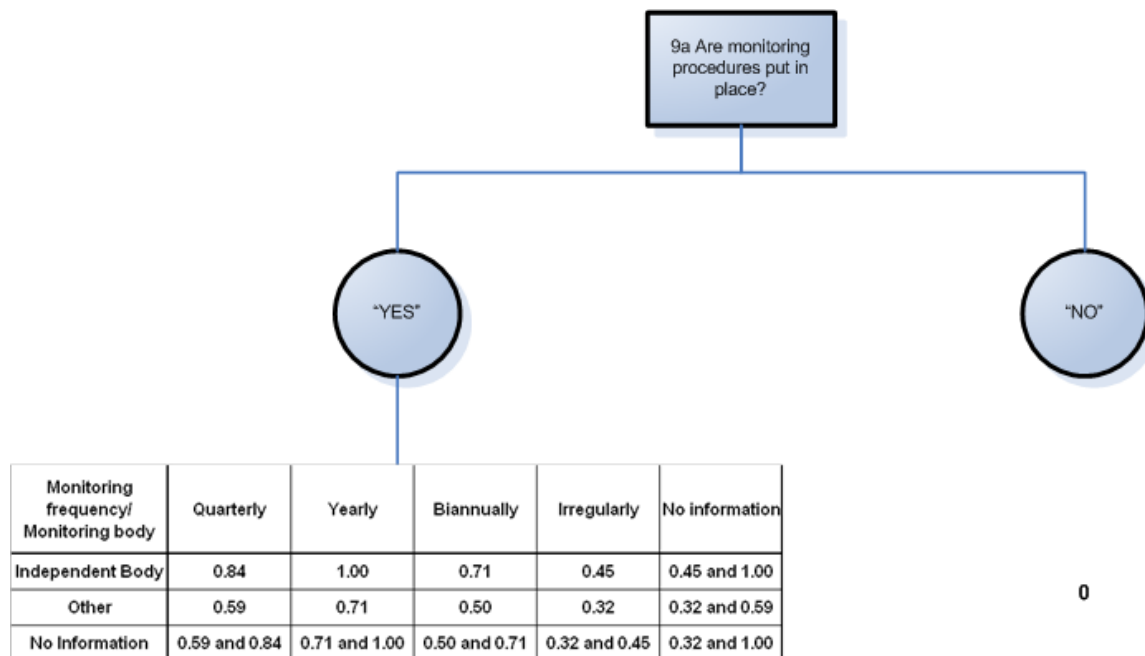 9a Are monitoring
procedures put in
place?
“YES”
“NO”
Monitoring
frequency/
Monitoring body
Quarterly
Yearly
Biannually
Irregularly
No information
Independent Body
0.84
1.00
0.71
0.45
0.45 and 1.00
Other
0.59
0.71
0.50
0.32
0.32 and 0.59
No Information
0.59 and 0.84
0.71 and 1.00
0.50 and 0.71
0.32 and 0.45
0.32 and 1.00
0